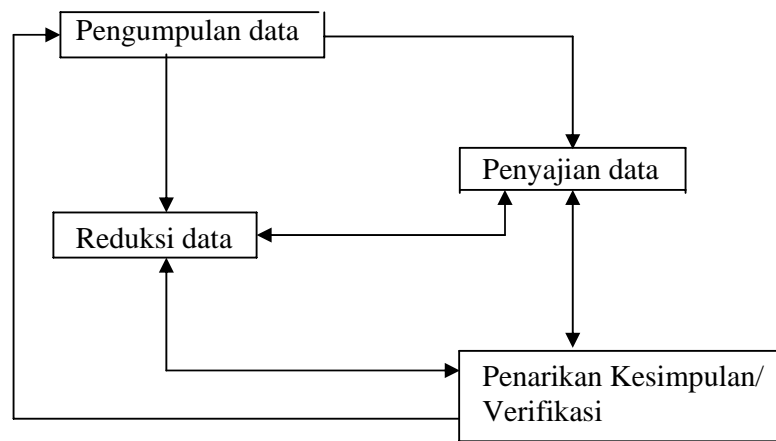 Pengumpulan data
Penyajian data
Reduksi data
Penarikan Kesimpulan/
Verifikasi